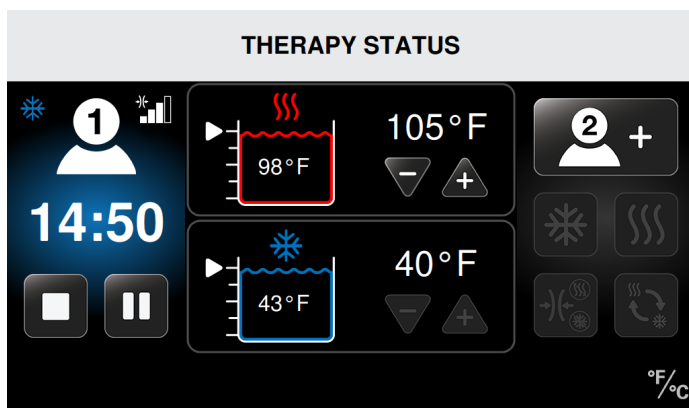 THERAPY STATUS
1
14:50
98°F
105°F
-
+
43°F
40°F
-
+
2
+
°F/°C